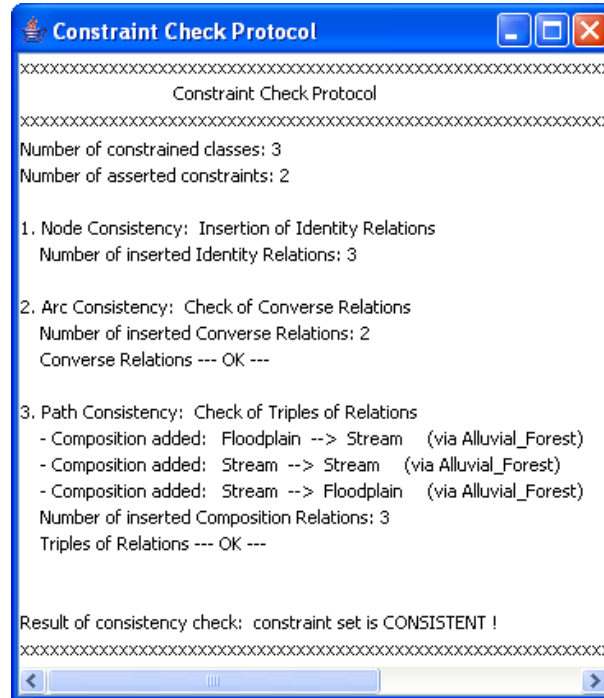 Constraint Check Protocol
xxxxxxxxxxxxxxxxxxxxxxxxxxxxxxxxxxxxxxxxxxxxxxxxxxxxxxxxxxxxxxxx
Constraint Check Protocol
xxxxxxxxxxxxxxxxxxxxxxxxxxxxxxxxxxxxxxxxxxxxxxxxxxxxxxxxxxxxxxxx
Number of constrained classes: 3
Number of asserted constraints: 2
1. Node Consistency: Insertion of Identity Relations
Number of inserted Identity Relations: 3
2. Arc Consistency: Check of Converse Relations
Number of inserted Converse Relations: 2
Converse Relations --- OK ---
3. Path Consistency: Check of Triples of Relations
- Composition added: Floodplain --> Stream (via Alluvial_Forest)
- Composition added: Stream --> Stream (via Alluvial_Forest)
- Composition added: Stream --> Floodplain (via Alluvial_Forest)
Number of inserted Composition Relations: 3
Triples of Relations --- OK ---
Result of consistency check: constraint set is CONSISTENT !
xxxxxxxxxxxxxxxxxxxxxxxxxxxxxxxxxxxxxxxxxxxxxxxxxxxxxxxxxxxxxxxx